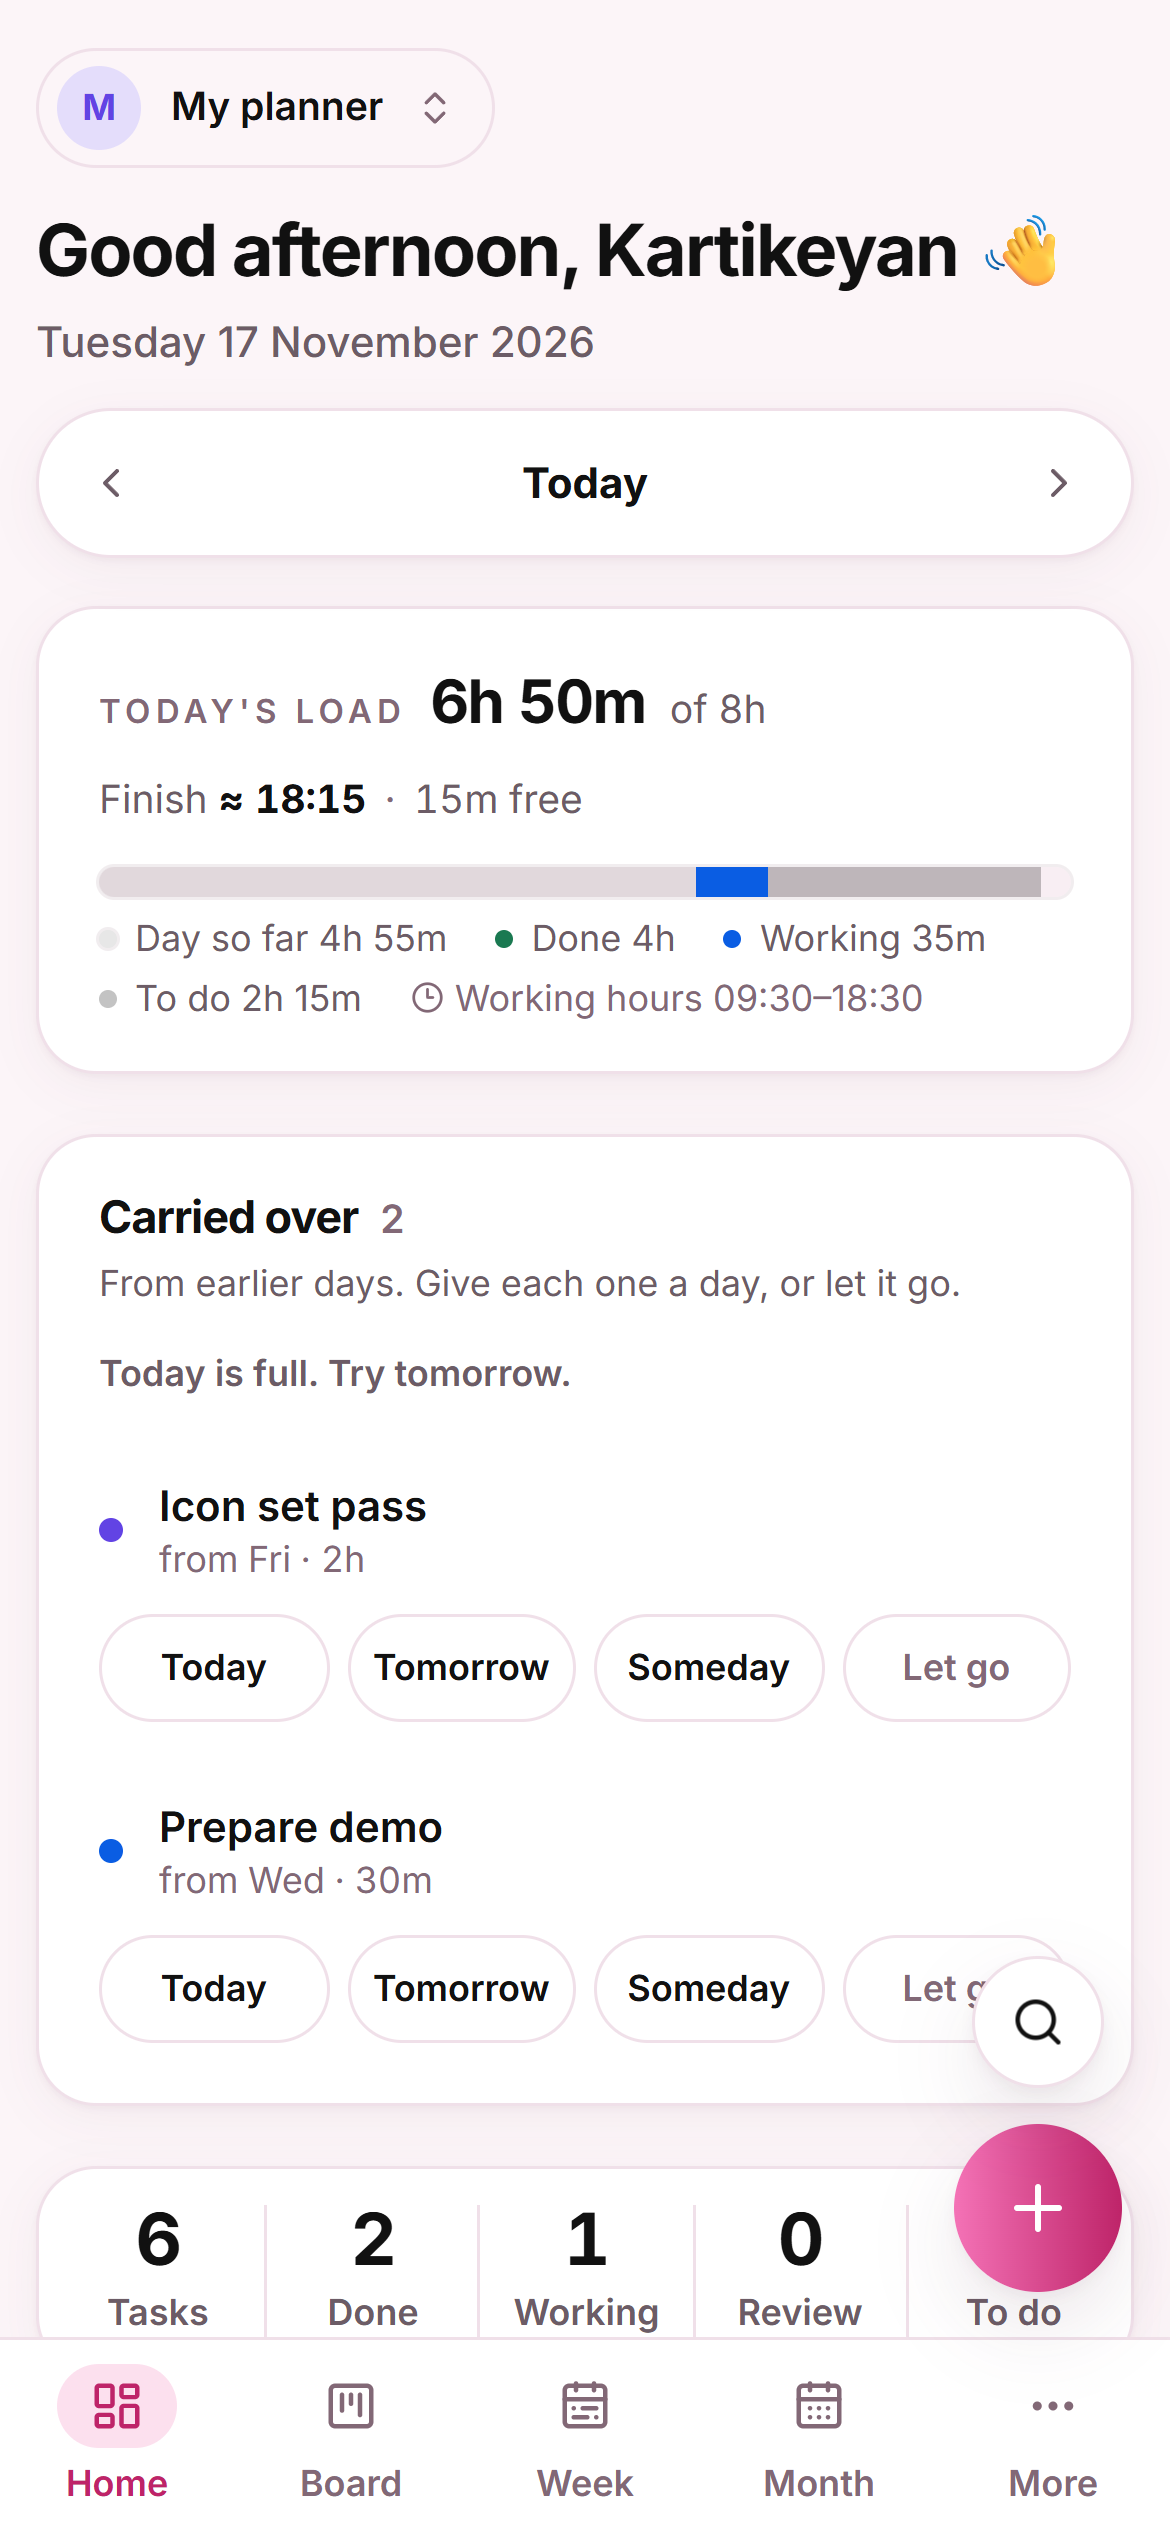 M My planner
Good afternoon, Kartikeyan 👋
Tuesday 17 November 2026
Today
TODAY'S LOAD 6h 50m of 8h
Finish ≈ 18:15 · 15m free
Day so far 4h 55m Done 4h Working 35m
To do 2h 15m Working hours 09:30–18:30
Carried over 2
From earlier days. Give each one a day, or let it go.
Today is full. Try tomorrow.
Icon set pass
from Fri · 2h
Today Tomorrow Someday Let go
Prepare demo
from Wed · 30m
Today Tomorrow Someday Let
6 2 1 0
Tasks Done Working Review To do
Home Board Week Month More